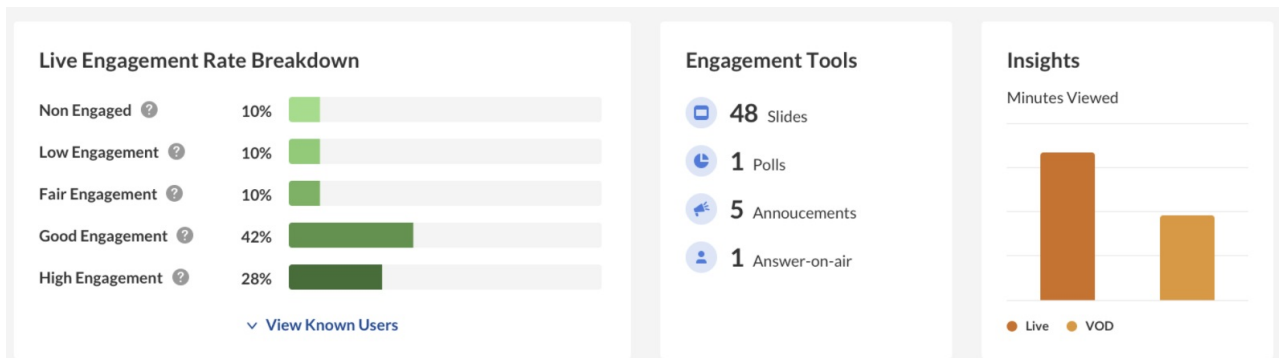 Live Engagement Rate Breakdown
Non Engaged ? 10%
Low Engagement ? 10%
Fair Engagement ? 10%
Good Engagement ? 42%
High Engagement ? 28%
View Known Users
Engagement Tools
48 Slides
1 Polls
5 Annoucements
1 Answer-on-air
Insights
Minutes Viewed
Live VOD